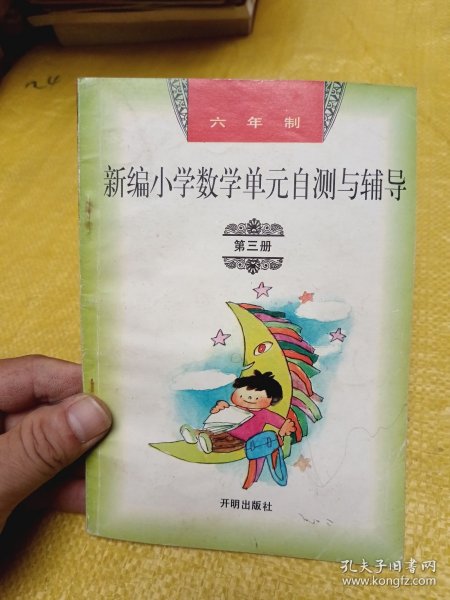 六年制
新编小学数学单元自测与辅导
第三册
开明出版社
孔夫子旧书网
www.kongfz.com